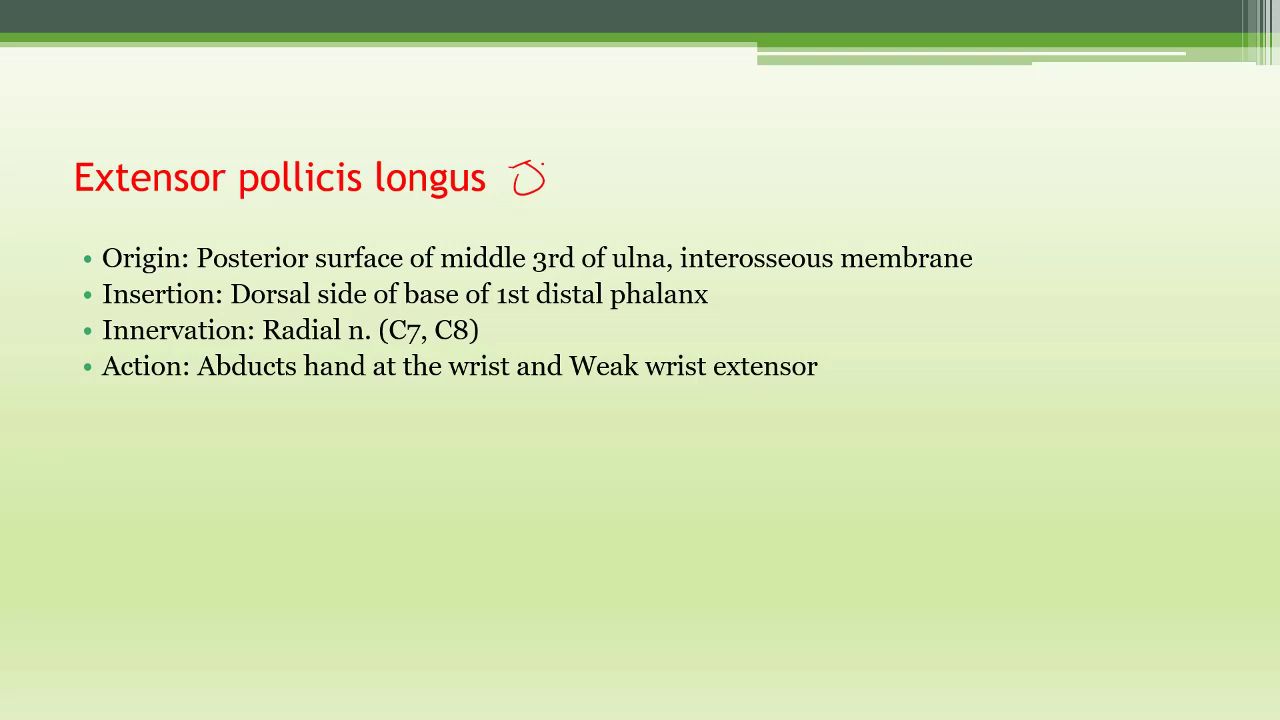 Extensor pollicis longus
• Origin: Posterior surface of middle 3rd of ulna, interosseous membrane
• Insertion: Dorsal side of base of 1st distal phalanx
• Innervation: Radial n. (C7, C8)
• Action: Abducts hand at the wrist and Weak wrist extensor